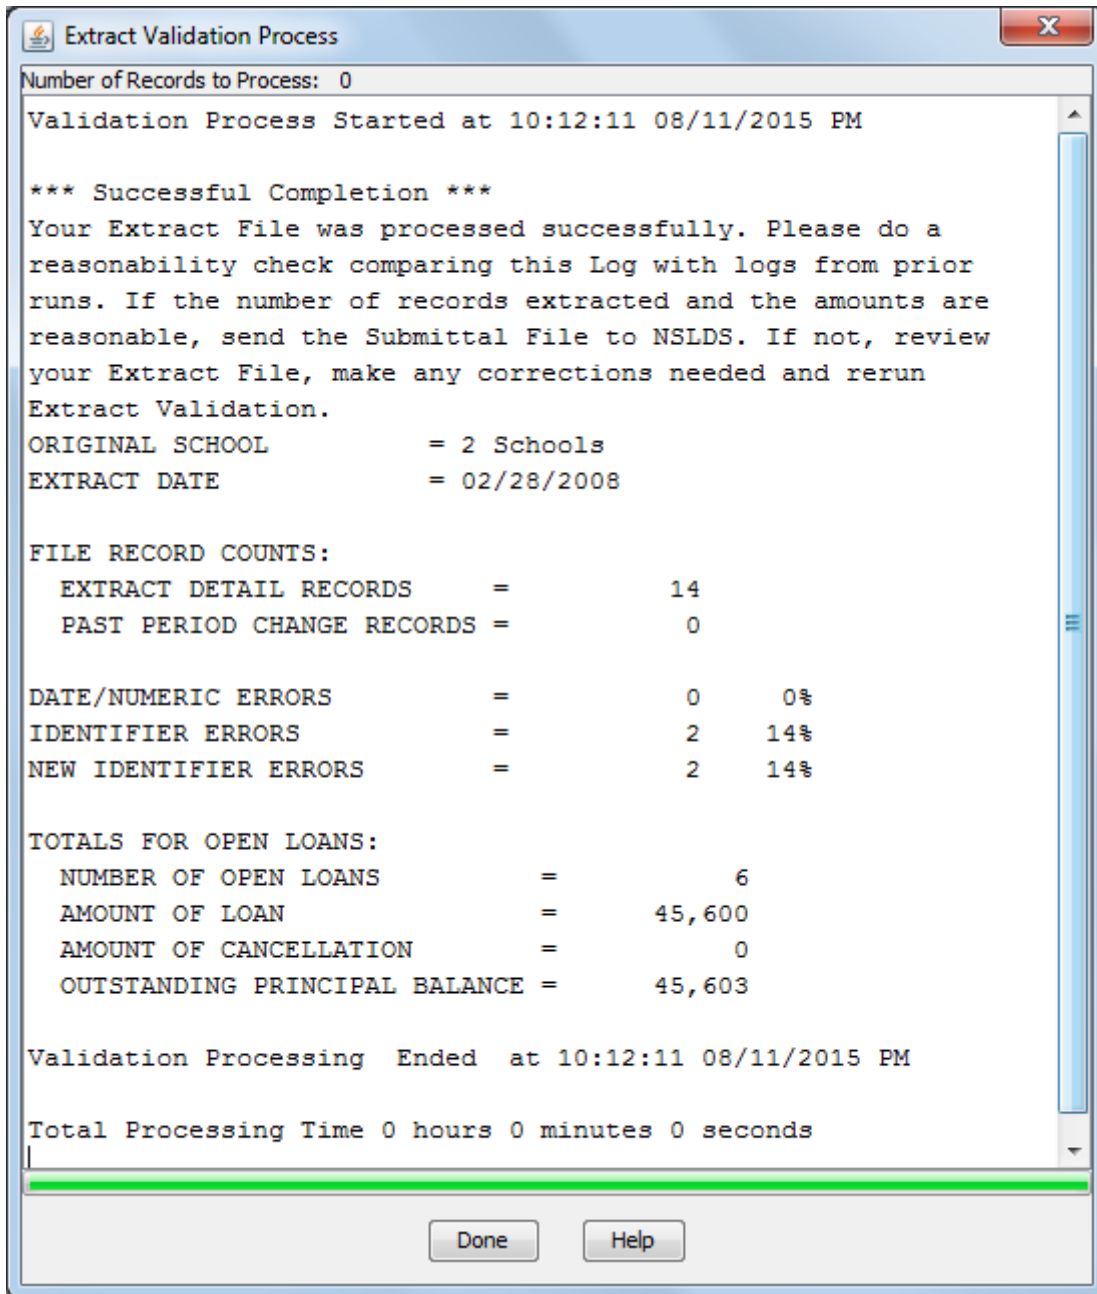 Extract Validation Process
Number of Records to Process: 0
Validation Process Started at 10:12:11 08/11/2015 PM
*** Successful Completion ***
Your Extract File was processed successfully. Please do a
reasonability check comparing this Log with logs from prior
runs. If the number of records extracted and the amounts are
reasonable, send the Submittal File to NSLDS. If not, review
your Extract File, make any corrections needed and rerun
Extract Validation.
ORIGINAL SCHOOL = 2 Schools
EXTRACT DATE = 02/28/2008
FILE RECORD COUNTS:
EXTRACT DETAIL RECORDS = 14
PAST PERIOD CHANGE RECORDS = 0
DATE/NUMERIC ERRORS = 0 0%
IDENTIFIER ERRORS = 2 14%
NEW IDENTIFIER ERRORS = 2 14%
TOTALS FOR OPEN LOANS:
NUMBER OF OPEN LOANS = 6
AMOUNT OF LOAN = 45,600
AMOUNT OF CANCELLATION = 0
OUTSTANDING PRINCIPAL BALANCE = 45,603
Validation Processing Ended at 10:12:11 08/11/2015 PM
Total Processing Time 0 hours 0 minutes 0 seconds
Done Help